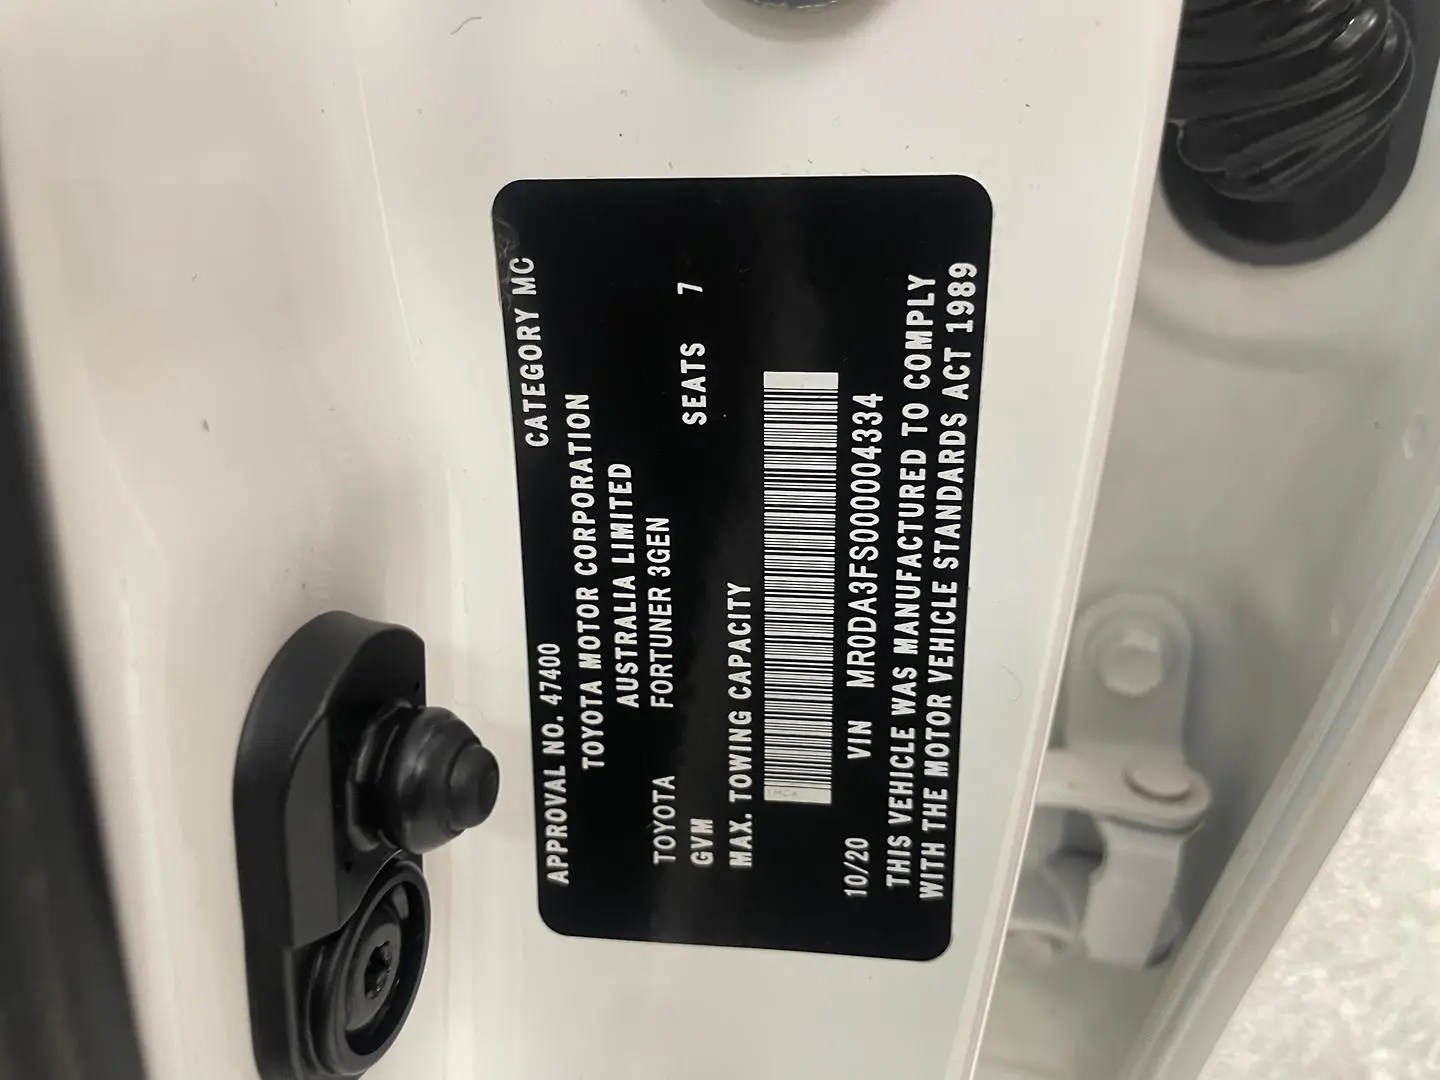 APPROVAL NO. 47400 CATEGORY MC
TOYOTA MOTOR CORPORATION
AUSTRALIA LIMITED
TOYOTA FORTUNER 3GEN
GVM SEATS 7
MAX. TOWING CAPACITY
10/20 VIN MR0DA3FS000004334
THIS VEHICLE WAS MANUFACTURED TO COMPLY
WITH THE MOTOR VEHICLE STANDARDS ACT 1989